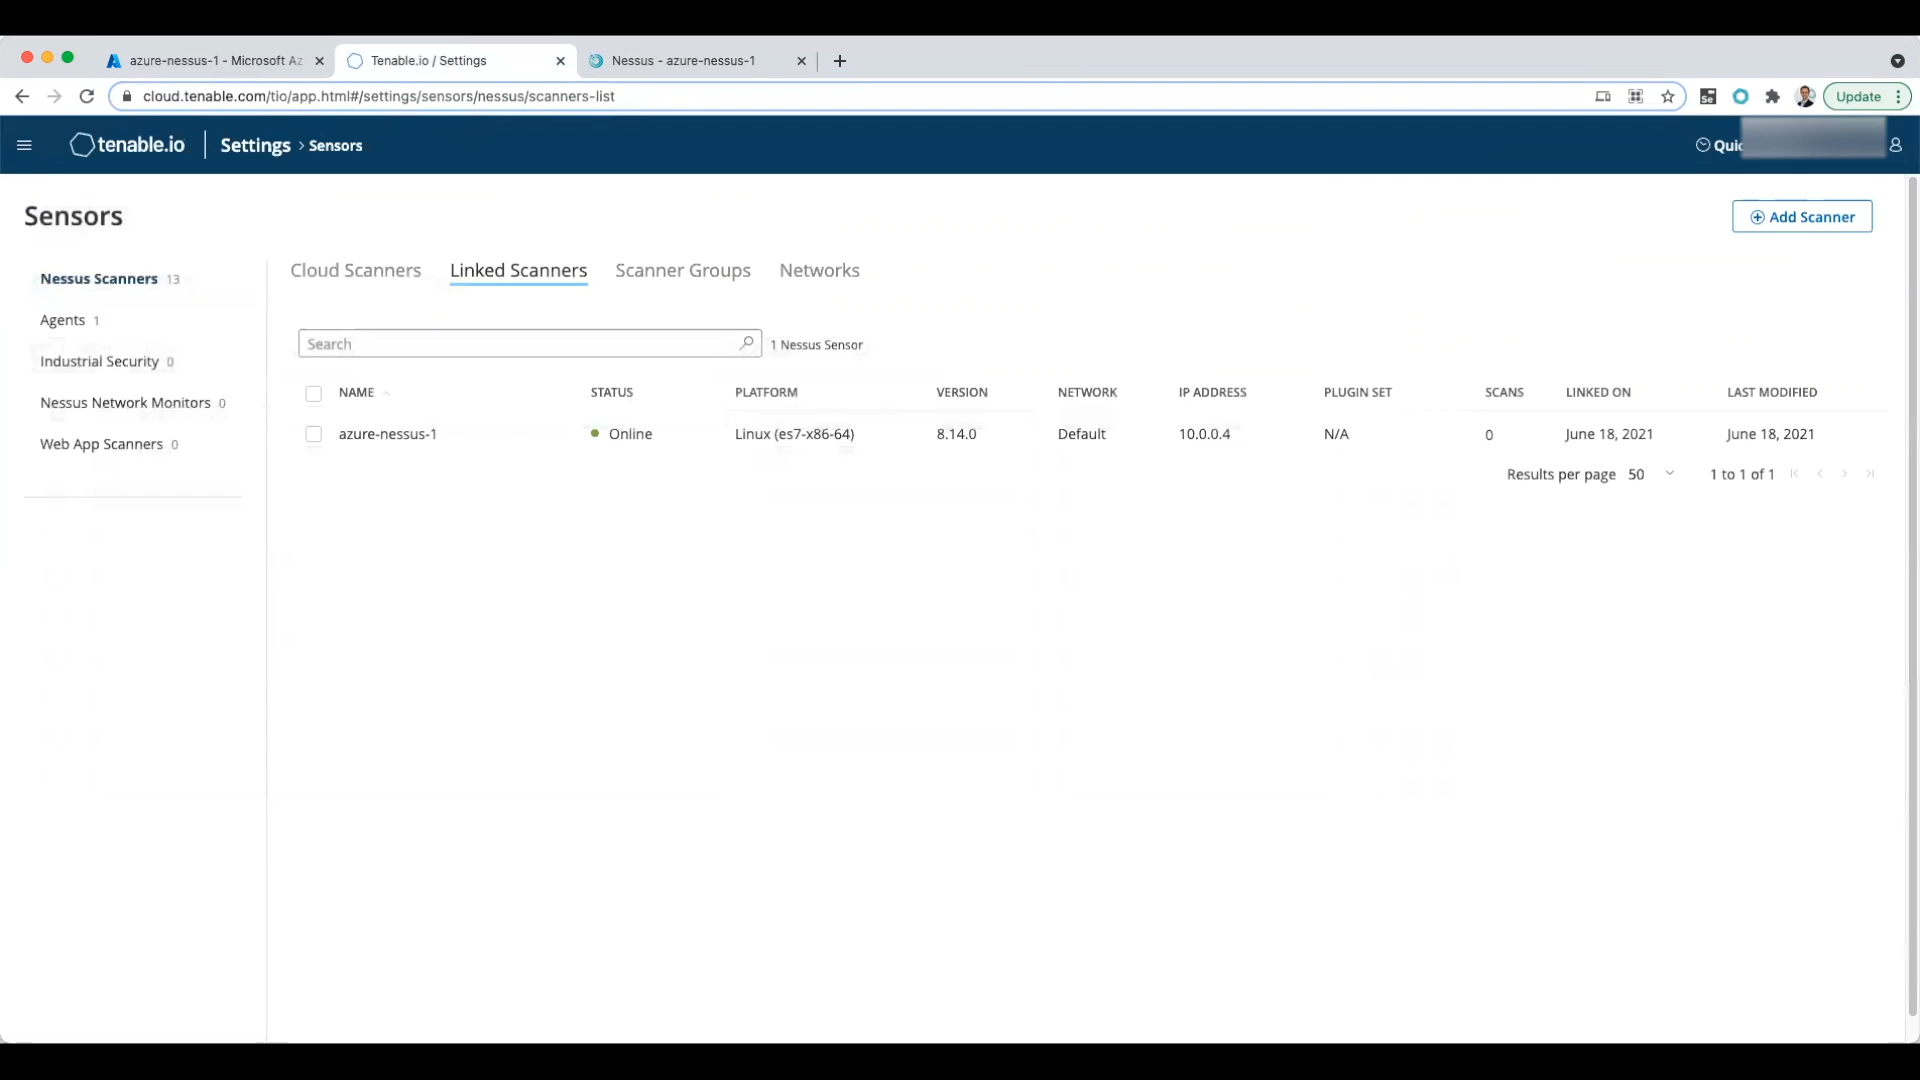 azure-nessus-1 - Microsoft Az
Tenable.io / Settings
Nessus - azure-nessus-1
cloud.tenable.com/tio/app.html#/settings/sensors/nessus/scanners-list
Se
Update
tenable.io
Settings > Sensors
Quic
Sensors
Add Scanner
Nessus Scanners 13
Agents 1
Industrial Security 0
Nessus Network Monitors 0
Web App Scanners 0
Cloud Scanners Linked Scanners Scanner Groups Networks
Search
1 Nessus Sensor
NAME STATUS PLATFORM VERSION NETWORK IP ADDRESS PLUGIN SET SCANS LINKED ON LAST MODIFIED
azure-nessus-1 Online Linux (es7-x86-64) 8.14.0 Default 10.0.0.4 N/A 0 June 18, 2021 June 18, 2021
Results per page 50 1 to 1 of 1